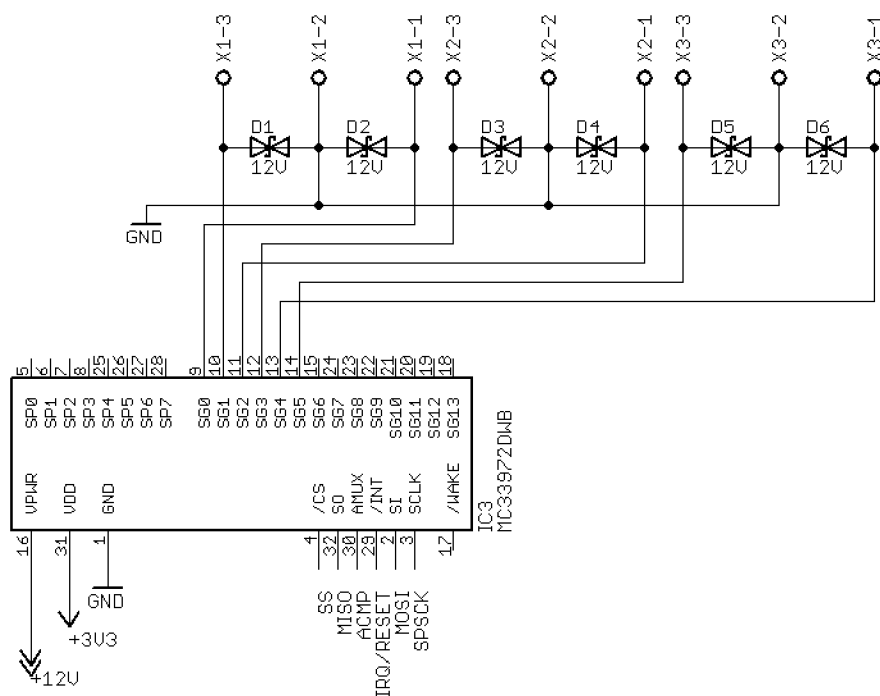 X1-3
X1-2
X1-1
X2-3
X2-2
X2-1
X3-3
X3-2
X3-1
D1
D2
D3
D4
D5
D6
12V
12V
12V
12V
12V
12V
GND
5
6
7
8
25
26
27
28
9
10
11
12
13
14
15
24
23
22
21
20
19
18
SP0
SP1
SP2
SP3
SP4
SP5
SP6
SP7
SG0
SG1
SG2
SG3
SG4
SG5
SG6
SG7
SG8
SG9
SG10
SG11
SG12
SG13
VPWR
VDD
GND
/CS
SO
AMUX
/INT
SI
SCLK
/WAKE
IC3
MC33972DWB
16
31
1
4
32
30
29
2
3
17
GND
SS
MISO
ACMP
IRQ/RESET
MOSI
SPSCK
+3V3
+12V